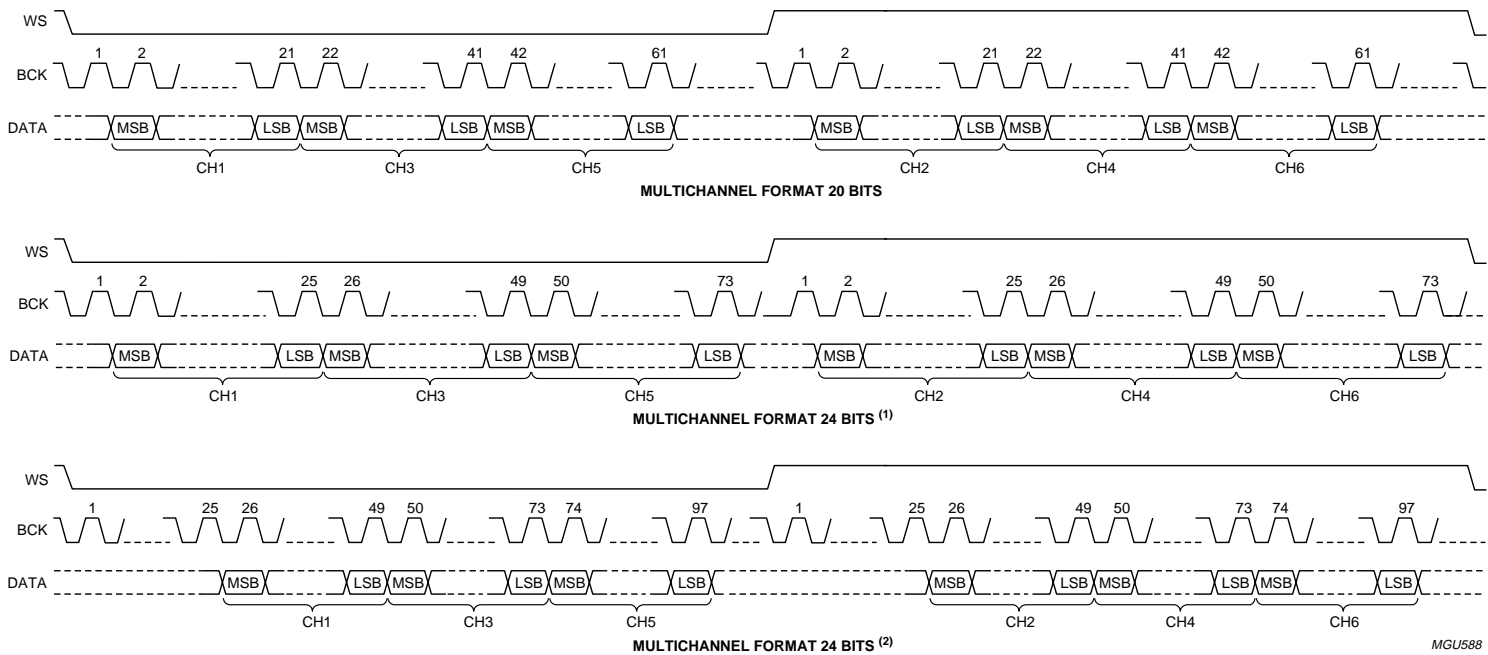 WS
1 2 21 22 41 42 61 1 2 21 22 41 42 61
BCK
DATA MSB LSB MSB LSB MSB LSB MSB LSB MSB LSB MSB LSB
CH1 CH3 CH5 CH2 CH4 CH6
MULTICHANNEL FORMAT 20 BITS
WS
1 2 25 26 49 50 73 1 2 25 26 49 50 73
BCK
DATA MSB LSB MSB LSB MSB LSB MSB LSB MSB LSB MSB LSB
CH1 CH3 CH5 CH2 CH4 CH6
MULTICHANNEL FORMAT 24 BITS (1)
WS
1 25 26 49 50 73 74 97 1 25 26 49 50 73 74 97
BCK
DATA MSB LSB MSB LSB MSB LSB MSB LSB MSB LSB MSB LSB
CH1 CH3 CH5 CH2 CH4 CH6
MULTICHANNEL FORMAT 24 BITS (2)
MGU588